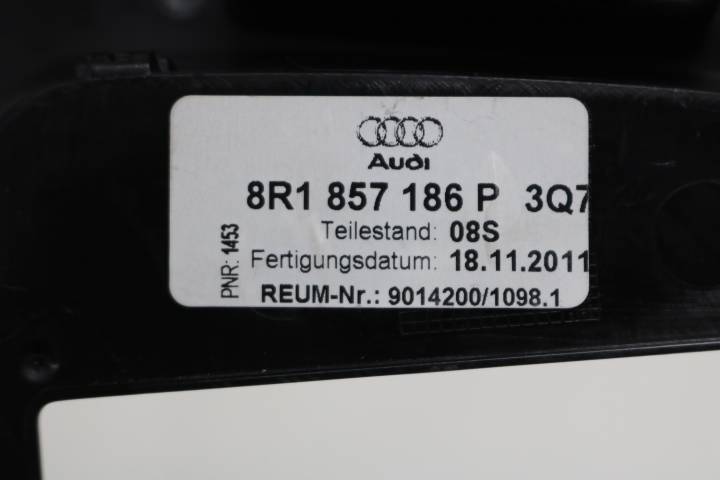 Audi
8R1 857 186 P 3Q7
Teilestand: 08S
Fertigungsdatum: 18.11.2011
REUM-Nr.: 9014200/1098.1
PNR: 1453